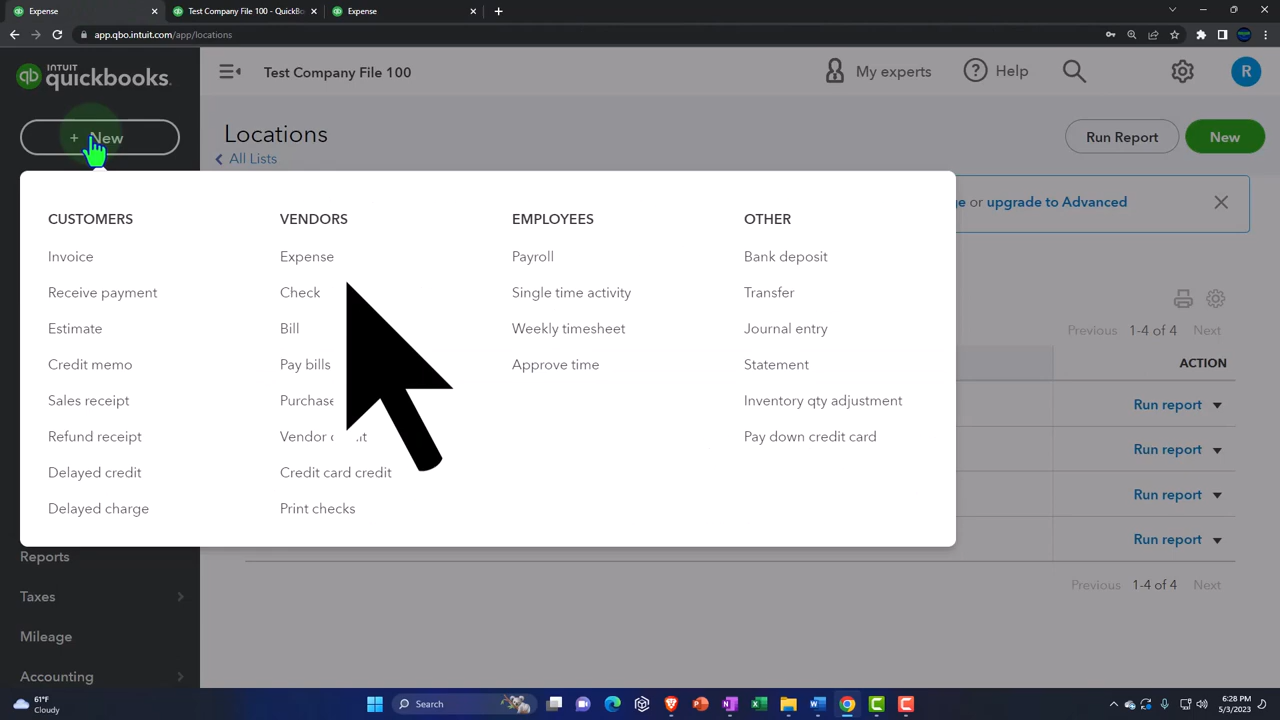 Expense
Test Company File 100 - QuickBo
Expense
app.qbo.intuit.com/app/locations
INTUIT
quickbooks.
Test Company File 100
My experts
Help
R
+ New
Locations
All Lists
Run Report
New
ge or upgrade to Advanced
CUSTOMERS
Invoice
Receive payment
Estimate
Credit memo
Sales receipt
Refund receipt
Delayed credit
Delayed charge
VENDORS
Expense
Check
Bill
Pay bills
Purchase
Vendor
Credit card credit
Print checks
EMPLOYEES
Payroll
Single time activity
Weekly timesheet
Approve time
OTHER
Bank deposit
Transfer
Journal entry
Statement
Inventory qty adjustment
Pay down credit card
Previous 1-4 of 4 Next
ACTION
Run report
Run report
Run report
Run report
Previous 1-4 of 4 Next
Reports
Taxes
Mileage
Accounting
61°F
Cloudy
Search
6:28 PM
5/3/2023